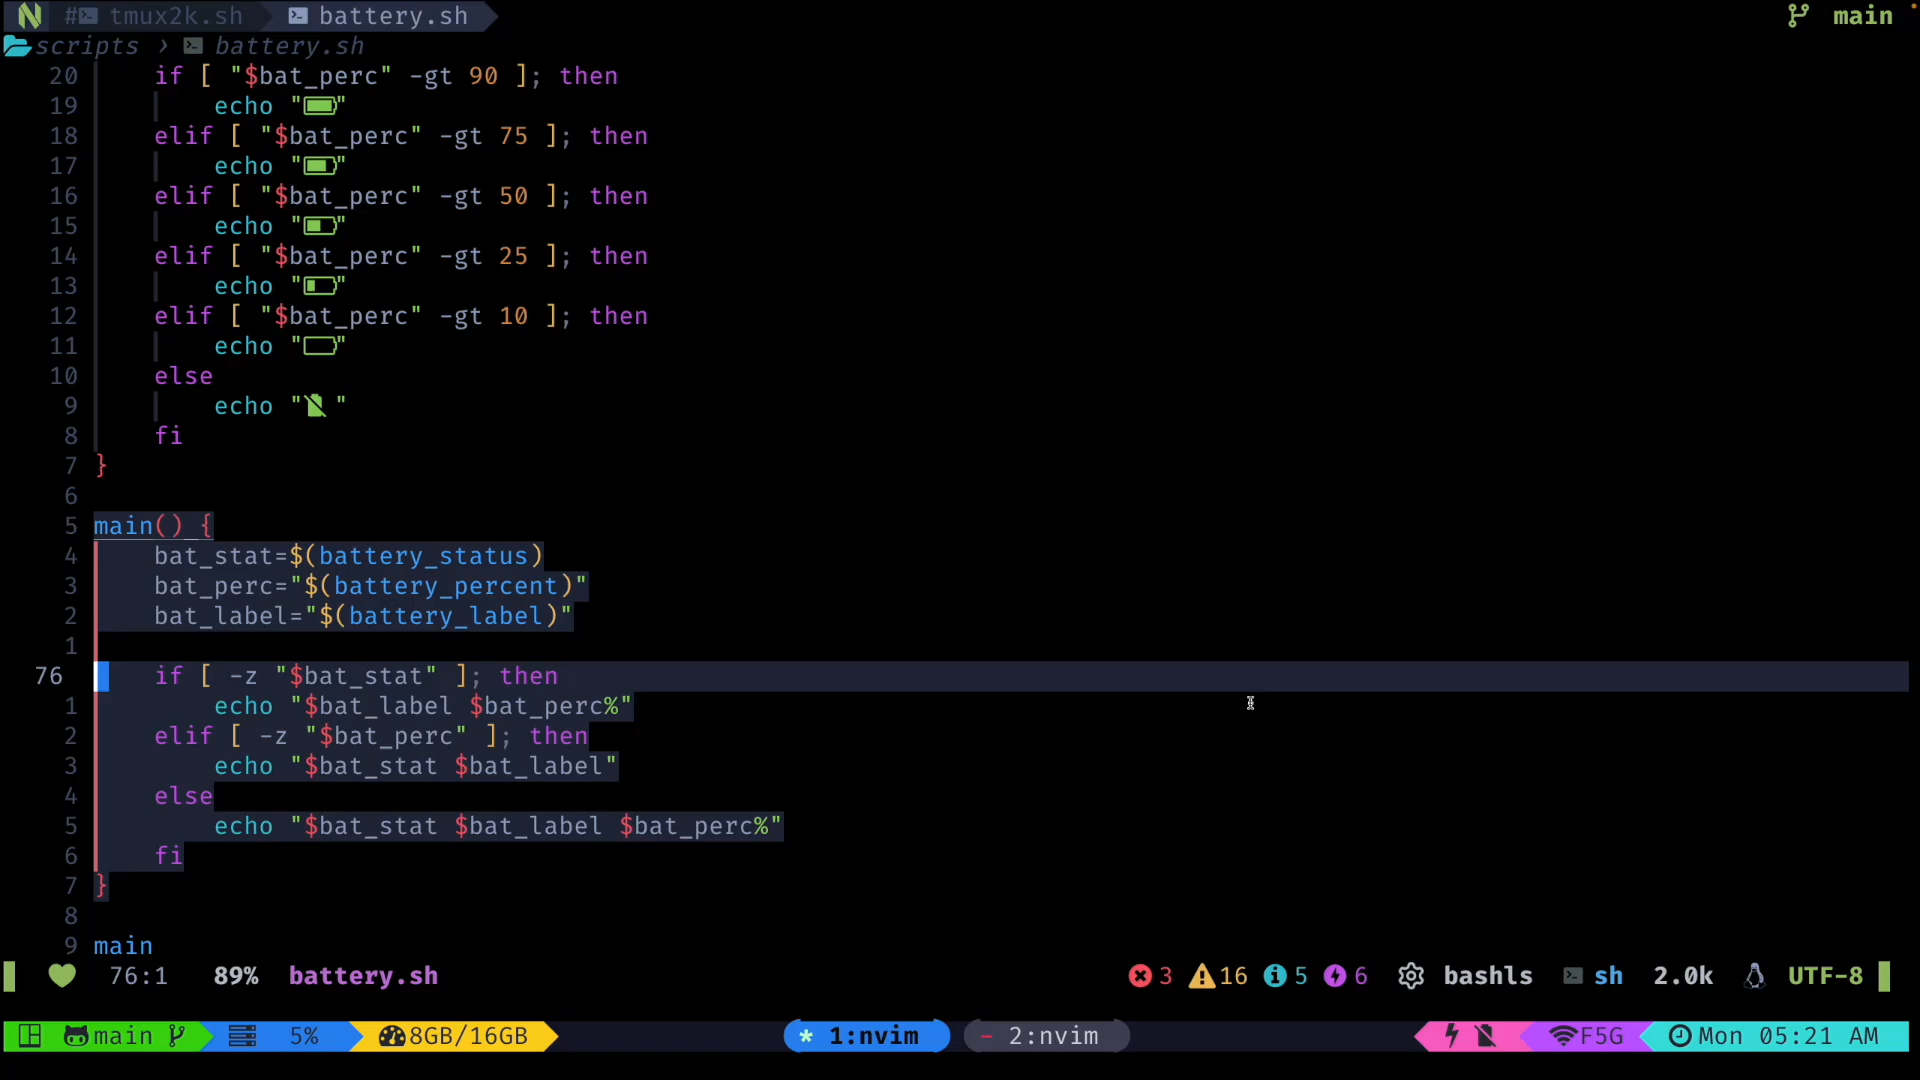 # tmux2k.sh battery.sh main
scripts › battery.sh
20 if [ "$bat_perc" -gt 90 ]; then
19 echo ""
18 elif [ "$bat_perc" -gt 75 ]; then
17 echo ""
16 elif [ "$bat_perc" -gt 50 ]; then
15 echo ""
14 elif [ "$bat_perc" -gt 25 ]; then
13 echo ""
12 elif [ "$bat_perc" -gt 10 ]; then
11 echo ""
10 else
9 echo " "
8 fi
7 }
6
5 main() {
4 bat_stat=$(battery_status)
3 bat_perc="$(battery_percent)"
2 bat_label="$(battery_label)"
1
76 if [ -z "$bat_stat" ]; then
1 echo "$bat_label $bat_perc%"
2 elif [ -z "$bat_perc" ]; then
3 echo "$bat_stat $bat_label"
4 else
5 echo "$bat_stat $bat_label $bat_perc%"
6 fi
7 }
8
9 main
76:1 89% battery.sh 3 16 5 6 bashls sh 2.0k UTF-8
main 5% 8GB/16GB * 1:nvim - 2:nvim F5G Mon 05:21 AM